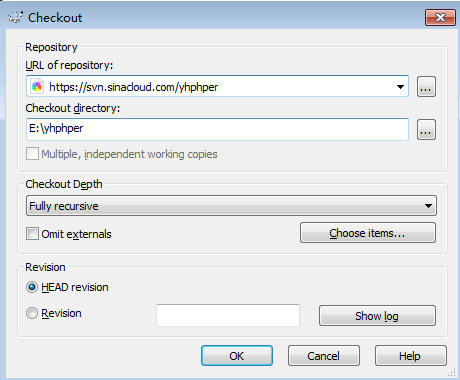 Checkout
Repository
URL of repository:
https://svn.sinacloud.com/yhphper
...
Checkout directory:
E:\yhphper
...
Multiple, independent working copies
Checkout Depth
Fully recursive
Omit externals
Choose items...
Revision
HEAD revision
Revision
Show log
OK
Cancel
Help